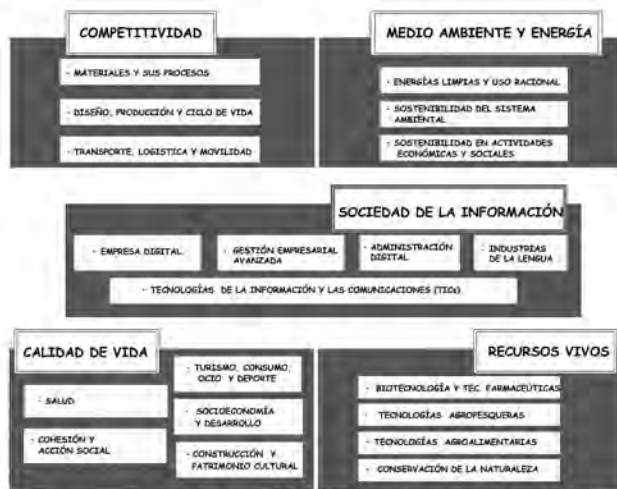 COMPETITIVIDAD
- MATERIALES Y SUS PROCESOS
- DISEÑO, PRODUCCIÓN Y CICLO DE VIDA
- TRANSPORTE, LOGISTICA Y MOVILIDAD
MEDIO AMBIENTE Y ENERGÍA
- ENERGÍAS LIMPIAS Y USO RACIONAL
- SOSTENIBILIDAD DEL SISTEMA
AMBIENTAL
- SOSTENIBILIDAD EN ACTIVIDADES
ECONÓMICAS Y SOCIALES
SOCIEDAD DE LA INFORMACIÓN
- EMPRESA DIGITAL
- GESTIÓN EMPRESARIAL
AVANZADA
- ADMINISTRACIÓN
DIGITAL
- INDUSTRIAS
DE LA LENGUA
- TECNOLOGÍAS DE LA INFORMACIÓN Y LAS COMUNICACIONES (TICs)
CALIDAD DE VIDA
- SALUD
- COHESIÓN Y
ACCIÓN SOCIAL
- TURISMO, CONSUMO,
OCIO Y DEPORTE
- SOCIOECONOMÍA
Y DESARROLLO
- CONSTRUCCIÓN Y
PATRIMONIO CULTURAL
RECURSOS VIVOS
- BIOTECNOLOGÍA Y TEC. FARMACEÚTICAS
- TECNOLOGÍAS AGROPESQUERAS
- TECNOLOGÍAS AGROALIMENTARIAS
- CONSERVACIÓN DE LA NATURALEZA